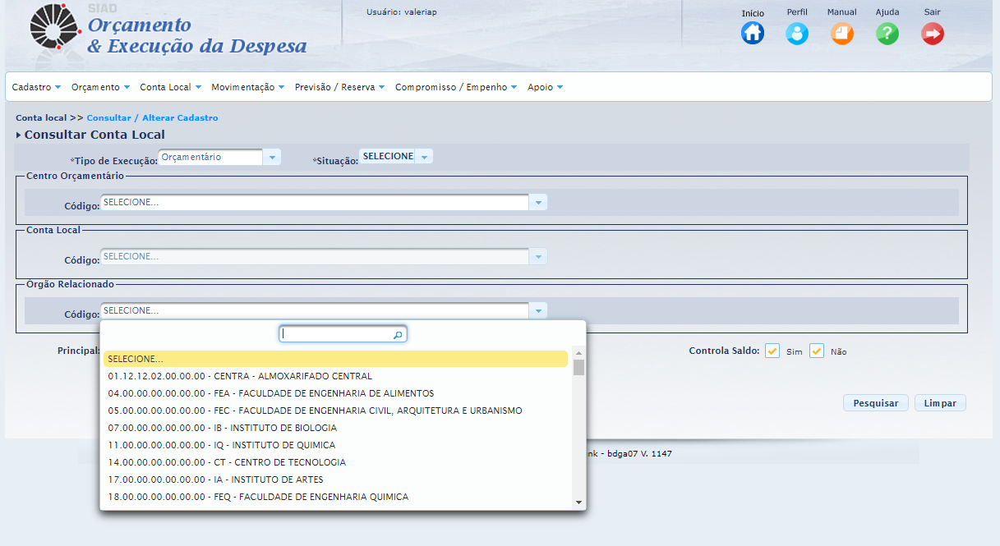 SIAD
Orçamento
& Execução da Despesa
Usuário: valeriap
Início Perfil Manual Ajuda Sair
Cadastro Orçamento Conta Local Movimentação Previsão / Reserva Compromisso / Empenho Apoio
Conta local >> Consultar / Alterar Cadastro
Consultar Conta Local
*Tipo de Execução: Orçamentário *Situação: SELECIONE
Centro Orçamentário
Código: SELECIONE...
Conta Local
Código: SELECIONE...
Órgão Relacionado
Código: SELECIONE...
Principal: Controla Saldo: Sim Não
SELECIONE...
01.12.12.02.00.00.00 - CENTRA - ALMOXARIFADO CENTRAL
04.00.00.00.00.00.00 - FEA - FACULDADE DE ENGENHARIA DE ALIMENTOS
05.00.00.00.00.00.00 - FEC - FACULDADE DE ENGENHARIA CIVIL, ARQUITETURA E URBANISMO
07.00.00.00.00.00.00 - IB - INSTITUTO DE BIOLOGIA
11.00.00.00.00.00.00 - IQ - INSTITUTO DE QUIMICA
14.00.00.00.00.00.00 - CT - CENTRO DE TECNOLOGIA
17.00.00.00.00.00.00 - IA - INSTITUTO DE ARTES
18.00.00.00.00.00.00 - FEQ - FACULDADE DE ENGENHARIA QUIMICA
Pesquisar Limpar
nk - bdga07 V. 1147